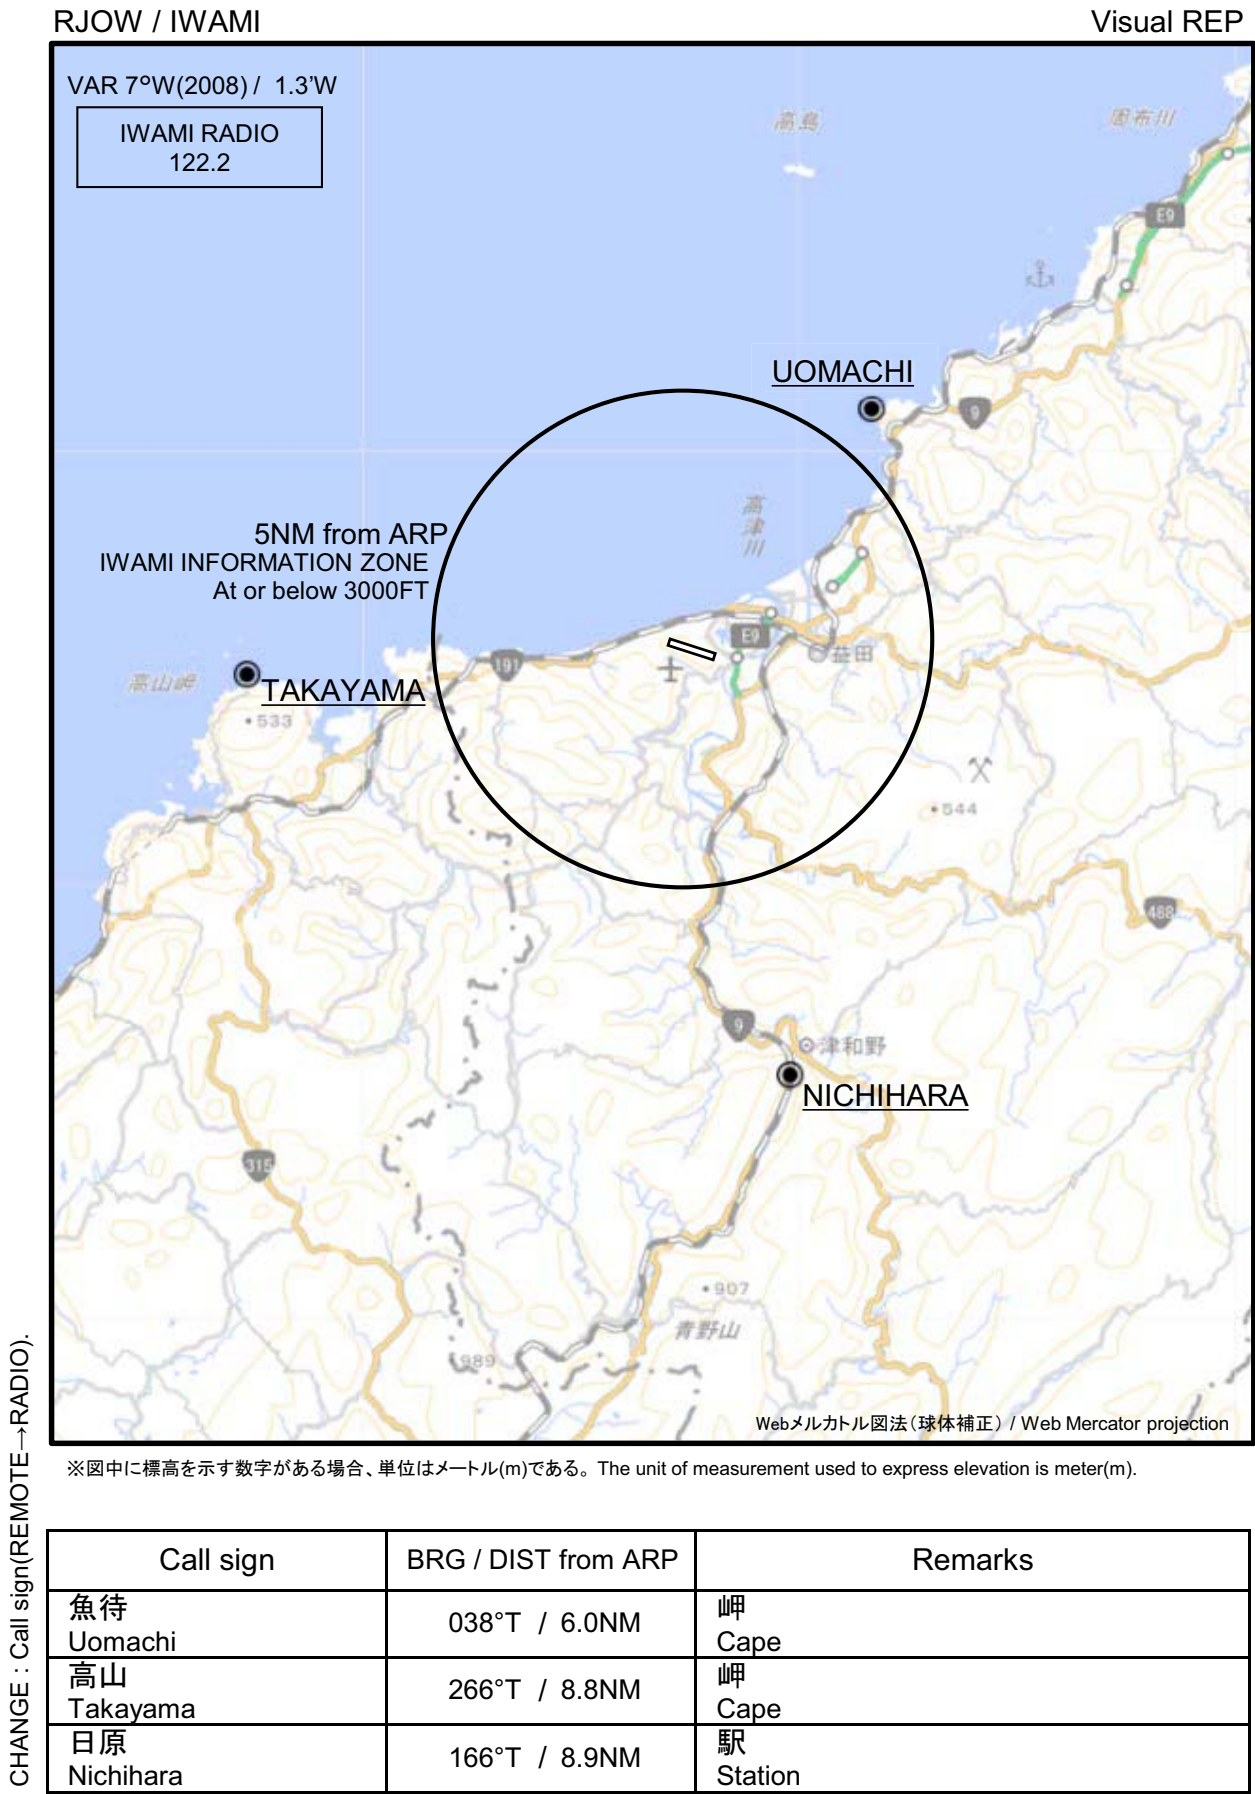 RJOW / IWAMI
Visual REP
VAR 7°W(2008) / 1.3'W
IWAMI RADIO
122.2
高島
周布川
E9
UOMACHI
9
高津川
5NM from ARP
IWAMI INFORMATION ZONE
At or below 3000FT
E9
191
益田
高山岬
TAKAYAMA
533
544
488
9
津和野
NICHIHARA
315
907
青野山
989
Webメルカトル図法(球体補正) / Web Mercator projection
※図中に標高を示す数字がある場合、単位はメートル(m)である。 The unit of measurement used to express elevation is meter(m).
CHANGE : Call sign(REMOTE→RADIO).
Call sign
BRG / DIST from ARP
Remarks
魚待
Uomachi
038°T / 6.0NM
岬
Cape
高山
Takayama
266°T / 8.8NM
岬
Cape
日原
Nichihara
166°T / 8.9NM
駅
Station